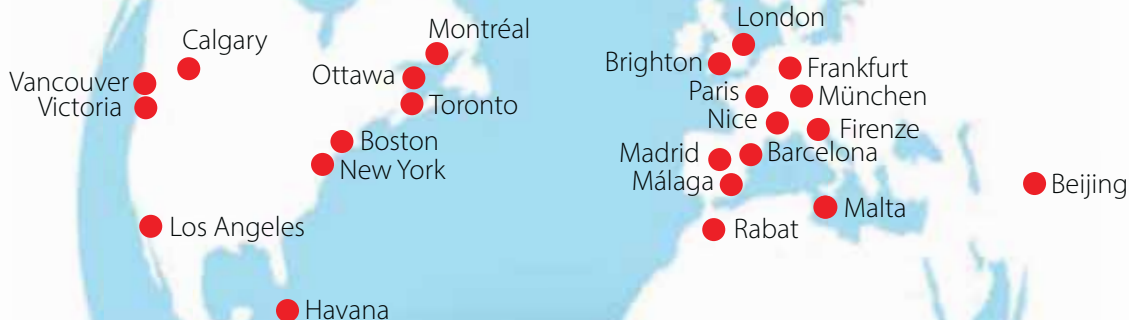 London
Montréal
Calgary
Brighton
Frankfurt
Ottawa
Vancouver
Paris
München
Victoria
Toronto
Nice
Firenze
Boston
Madrid
Barcelona
New York
Málaga
Beijing
Malta
Los Angeles
Rabat
Havana